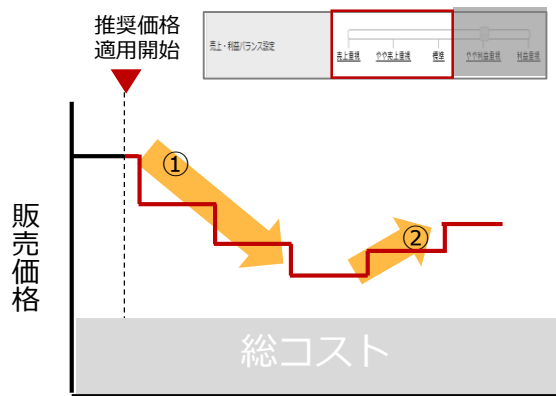 推奨価格
適用開始
売上・利益バランス設定
売上重視 やや売上重視 標準 やや利益重視 利益重視
①
②
販売価格
総コスト